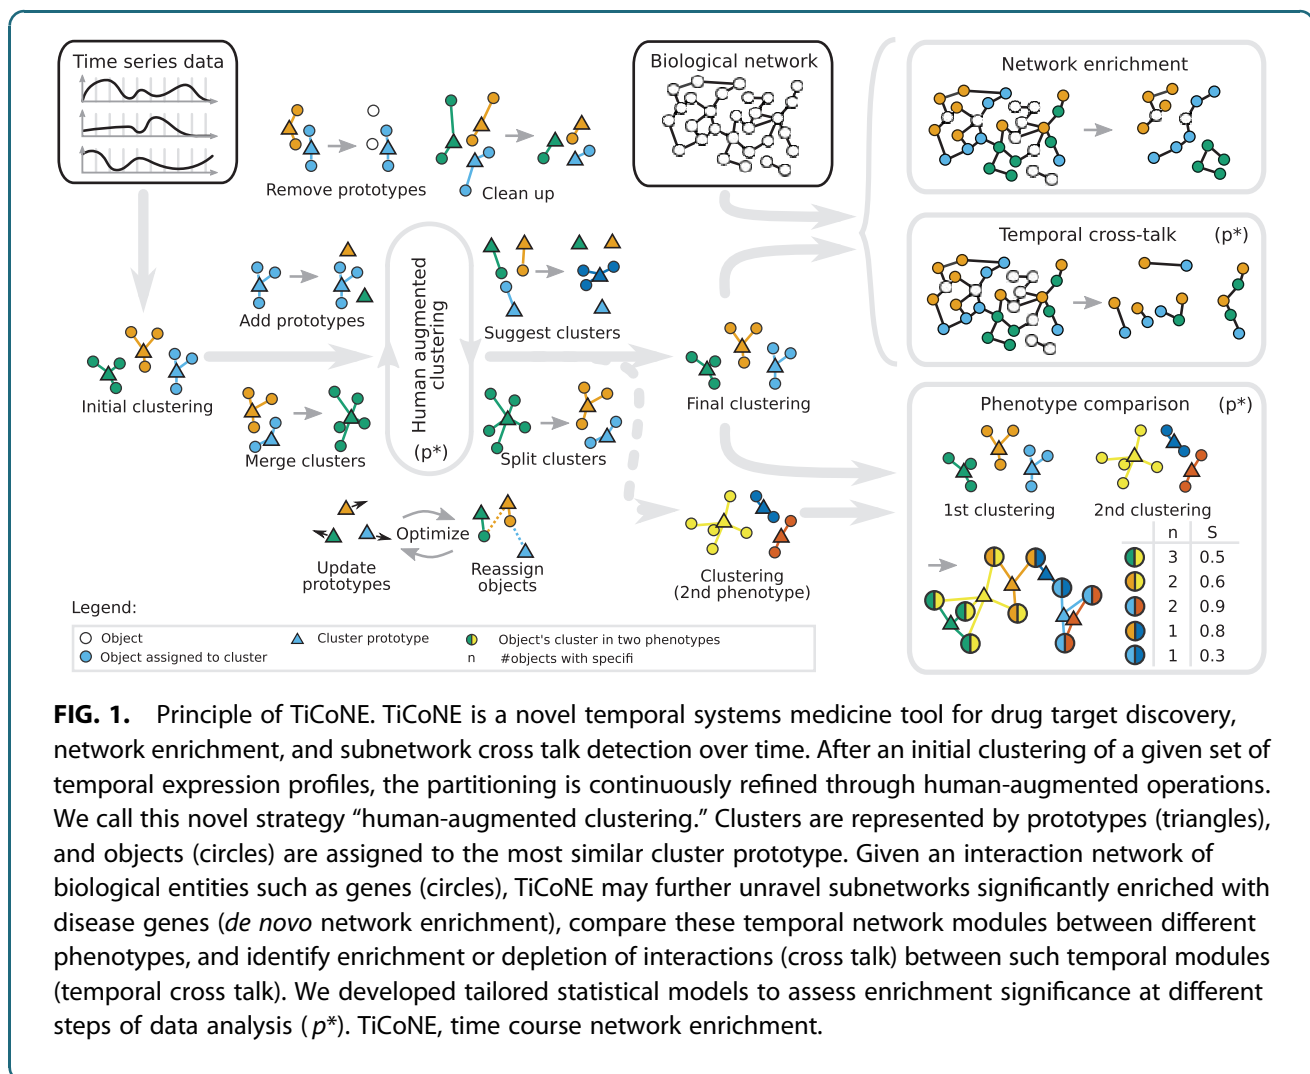 Time series data
Biological network
Network enrichment
Remove prototypes
Clean up
Temporal cross-talk (p*)
Add prototypes
Human augmented
clustering
(p*)
Suggest clusters
Initial clustering
Final clustering
Merge clusters
Split clusters
Phenotype comparison (p*)
1st clustering
2nd clustering
n S
3 0.5
2 0.6
2 0.9
1 0.8
1 0.3
Optimize
Update
prototypes
Reassign
objects
Clustering
(2nd phenotype)
Legend:
Object
Cluster prototype
Object's cluster in two phenotypes
Object assigned to cluster
n #objects with specifi
FIG. 1. Principle of TiCoNE. TiCoNE is a novel temporal systems medicine tool for drug target discovery,
network enrichment, and subnetwork cross talk detection over time. After an initial clustering of a given set of
temporal expression profiles, the partitioning is continuously refined through human-augmented operations.
We call this novel strategy “human-augmented clustering.” Clusters are represented by prototypes (triangles),
and objects (circles) are assigned to the most similar cluster prototype. Given an interaction network of
biological entities such as genes (circles), TiCoNE may further unravel subnetworks significantly enriched with
disease genes (de novo network enrichment), compare these temporal network modules between different
phenotypes, and identify enrichment or depletion of interactions (cross talk) between such temporal modules
(temporal cross talk). We developed tailored statistical models to assess enrichment significance at different
steps of data analysis (p*). TiCoNE, time course network enrichment.